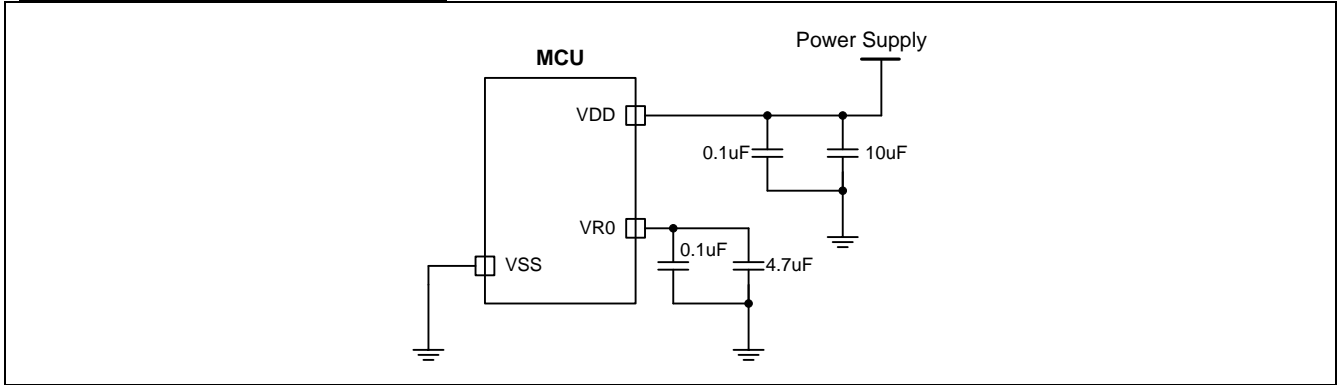 Power Supply
MCU
VDD
0.1uF
10uF
VR0
0.1uF
4.7uF
VSS